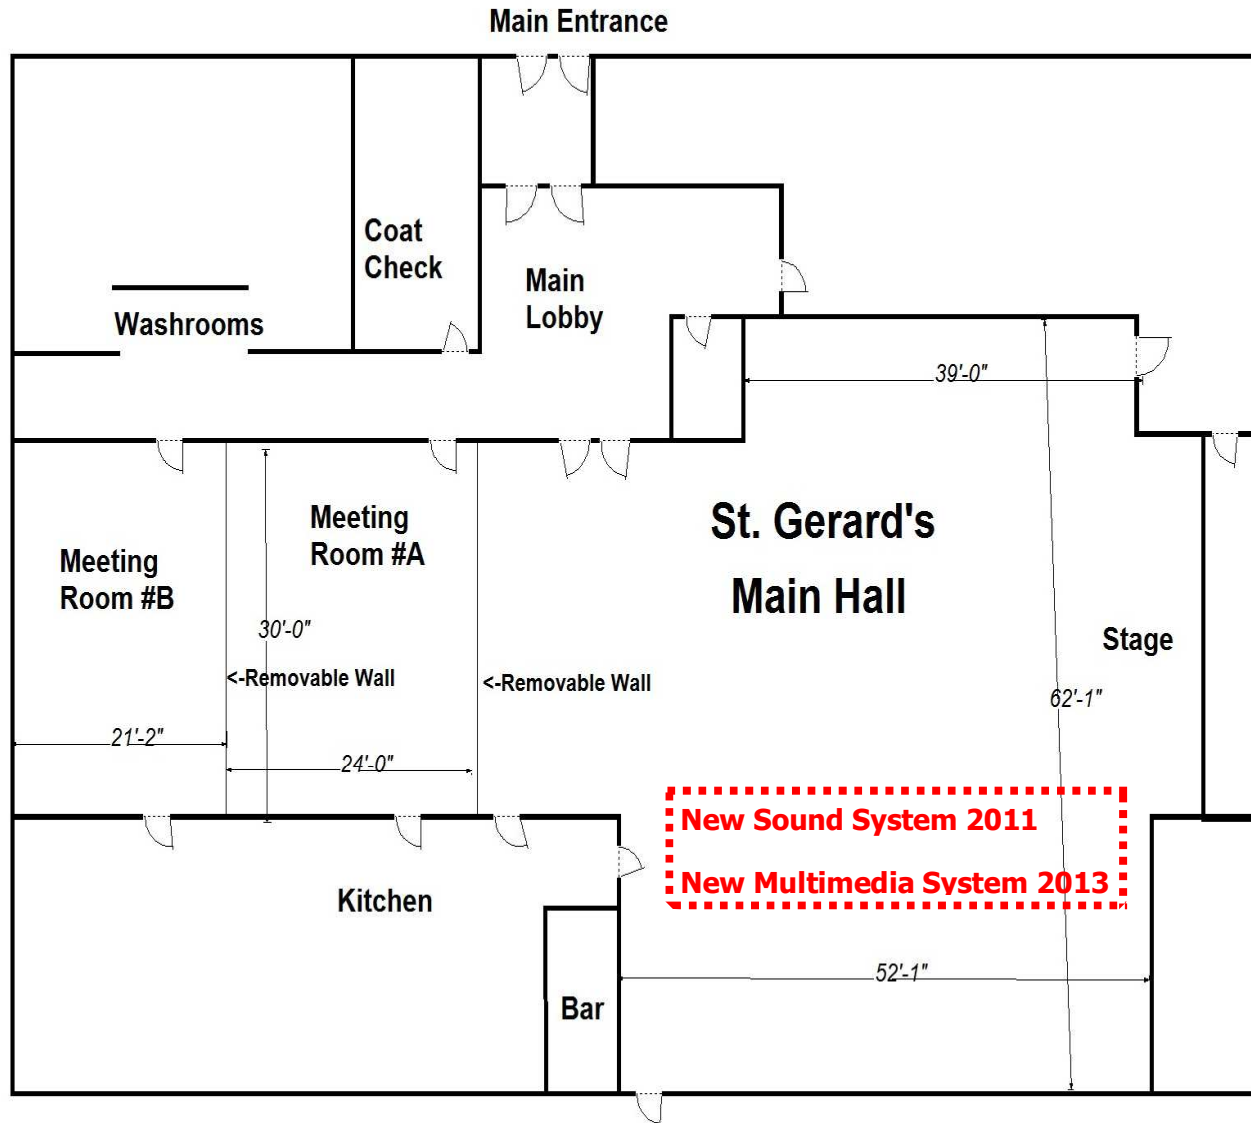 Main Entrance
Coat
Check
Main
Lobby
Washrooms
39'-0"
Meeting
Room #A
St. Gerard's
Main Hall
Meeting
Room #B
30'-0"
Stage
<-Removable Wall
<-Removable Wall
62'-1"
21'-2"
24'-0"
New Sound System 2011
New Multimedia System 2013
Kitchen
52'-1"
Bar